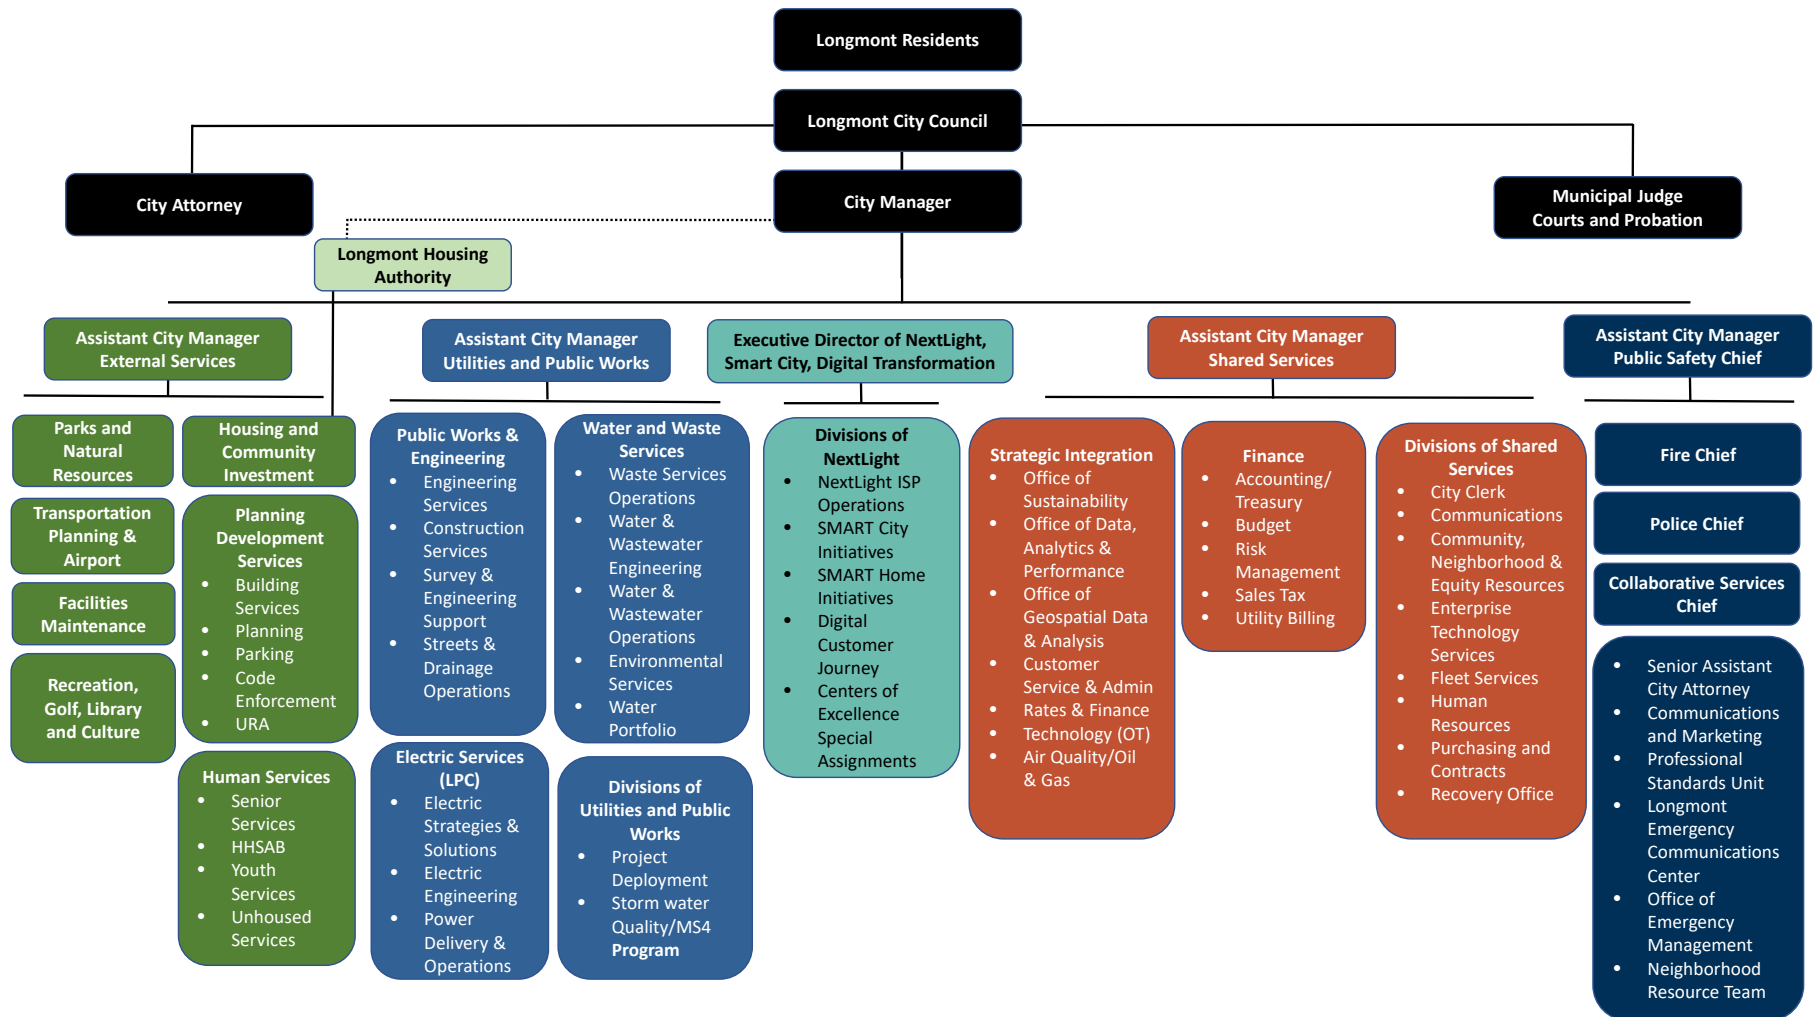 Longmont Residents
Longmont City Council
City Attorney
City Manager
Municipal Judge
Courts and Probation
Longmont Housing
Authority
Assistant City Manager
External Services
Parks and
Natural
Resources
Transportation
Planning &
Airport
Facilities
Maintenance
Recreation,
Golf, Library
and Culture
Housing and
Community
Investment
Planning
Development
Services
• Building
Services
• Planning
• Parking
• Code
Enforcement
• URA
Human Services
• Senior
Services
• HHSAB
• Youth
Services
• Unhoused
Services
Assistant City Manager
Utilities and Public Works
Public Works &
Engineering
• Engineering
Services
• Construction
Services
• Survey &
Engineering
Support
• Streets &
Drainage
Operations
Electric Services
(LPC)
• Electric
Strategies &
Solutions
• Electric
Engineering
• Power
Delivery &
Operations
Water and Waste
Services
• Waste Services
Operations
• Water &
Wastewater
Engineering
• Water &
Wastewater
Operations
• Environmental
Services
• Water
Portfolio
Divisions of
Utilities and Public
Works
• Project
Deployment
• Storm water
Quality/MS4
Program
Executive Director of NextLight,
Smart City, Digital Transformation
Divisions of
NextLight
• NextLight ISP
Operations
• SMART City
Initiatives
• SMART Home
Initiatives
• Digital
Customer
Journey
• Centers of
Excellence
Special
Assignments
Assistant City Manager
Shared Services
Strategic Integration
• Office of
Sustainability
• Office of Data,
Analytics &
Performance
• Office of
Geospatial Data
& Analysis
• Customer
Service & Admin
• Rates & Finance
• Technology (OT)
• Air Quality/Oil
& Gas
Finance
• Accounting/
Treasury
• Budget
• Risk
Management
• Sales Tax
• Utility Billing
Divisions of Shared
Services
• City Clerk
• Communications
• Community,
Neighborhood &
Equity Resources
• Enterprise
Technology
Services
• Fleet Services
• Human
Resources
• Purchasing and
Contracts
• Recovery Office
Assistant City Manager
Public Safety Chief
Fire Chief
Police Chief
Collaborative Services
Chief
• Senior Assistant
City Attorney
• Communications
and Marketing
• Professional
Standards Unit
• Longmont
Emergency
Communications
Center
• Office of
Emergency
Management
• Neighborhood
Resource Team